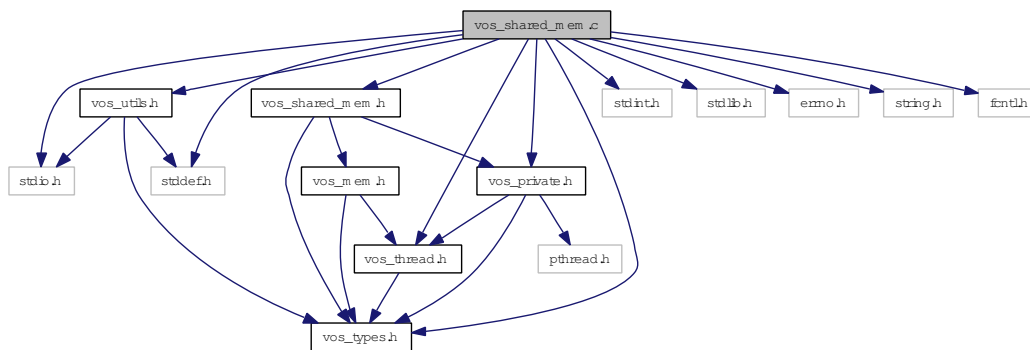 vos_shared_mem.c
vos_utils.h
vos_shared_mem.h
stdint.h
stdlib.h
errno.h
string.h
fcntl.h
stdio.h
stddef.h
vos_mem.h
vos_private.h
vos_thread.h
pthread.h
vos_types.h